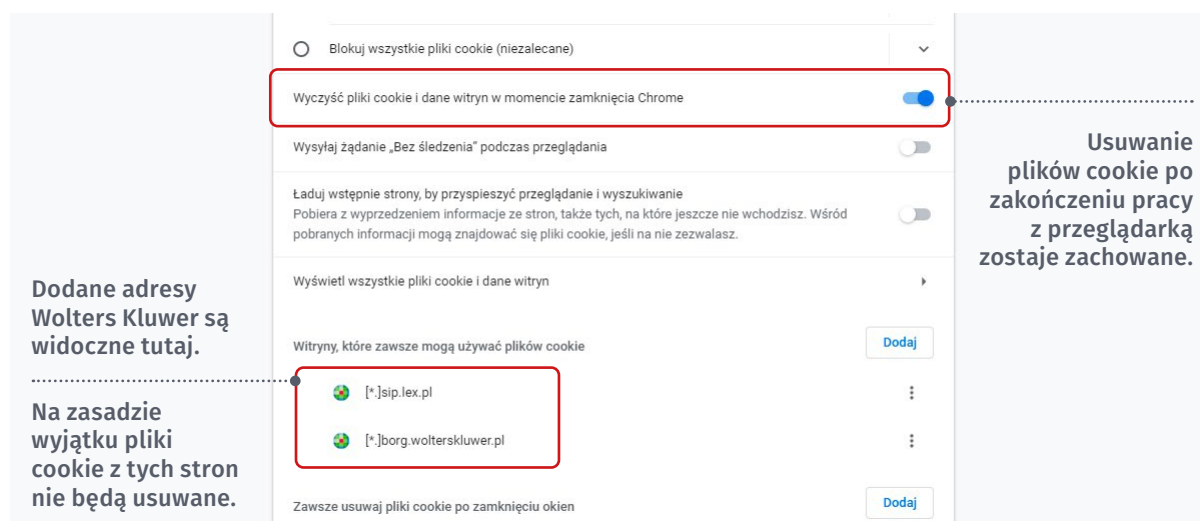 Blokuj wszystkie pliki cookie (niezalecane)
Wyczyść pliki cookie i dane witryn w momencie zamknięcia Chrome
Wysyłaj żądanie „Bez śledzenia” podczas przeglądania
Ładuj wstępnie strony, by przyspieszyć przeglądanie i wyszukiwanie
Pobiera z wyprzedzeniem informacje ze stron, także tych, na które jeszcze nie wchodzisz. Wśród
pobranych informacji mogą znajdować się pliki cookie, jeśli na nie zezwalasz.
Wyświetl wszystkie pliki cookie i dane witryn
Witryny, które zawsze mogą używać plików cookie
Dodaj
[*.]sip.lex.pl
[*.]borg.wolterskluwer.pl
Zawsze usuwaj pliki cookie po zamknięciu okien
Dodaj
Usuwanie
plików cookie po
zakończeniu pracy
z przeglądarką
zostaje zachowane.
Dodane adresy
Wolters Kluwer są
widoczne tutaj.
Na zasadzie
wyjątku pliki
cookie z tych stron
nie będą usuwane.